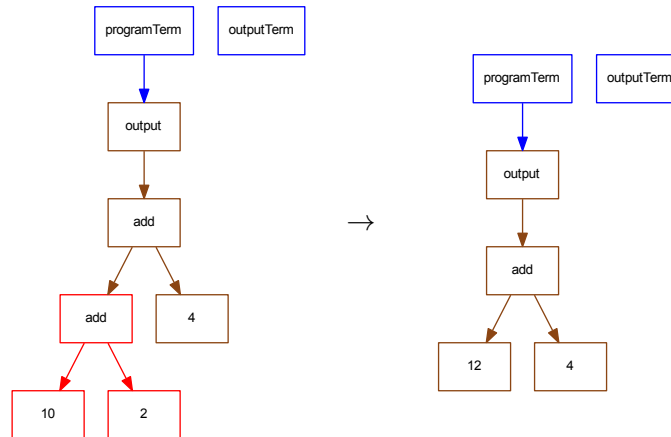 programTerm
outputTerm
output
add
add
4
10
2
→
programTerm
outputTerm
output
add
12
4